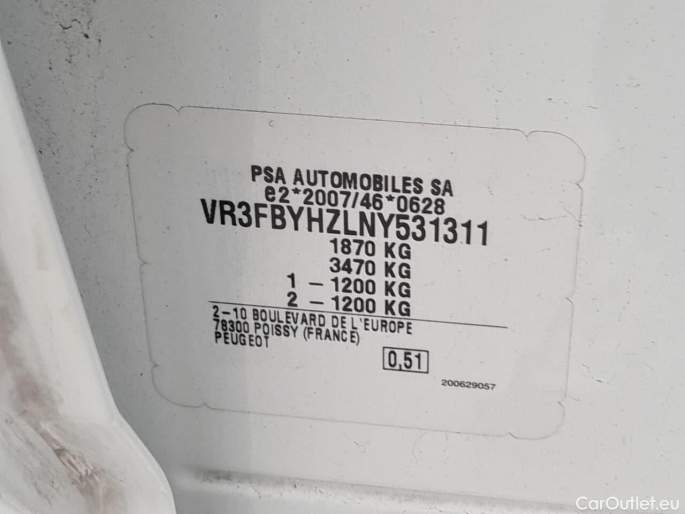 PSA AUTOMOBILES SA
e2*2007/46*0628
VR3FBYHZLNY531311
1870 KG
3470 KG
1 - 1200 KG
2 - 1200 KG
2-10 BOULEVARD DE L'EUROPE
78300 POISSY (FRANCE)
PEUGEOT
0,51
200629057
CarOutlet.eu